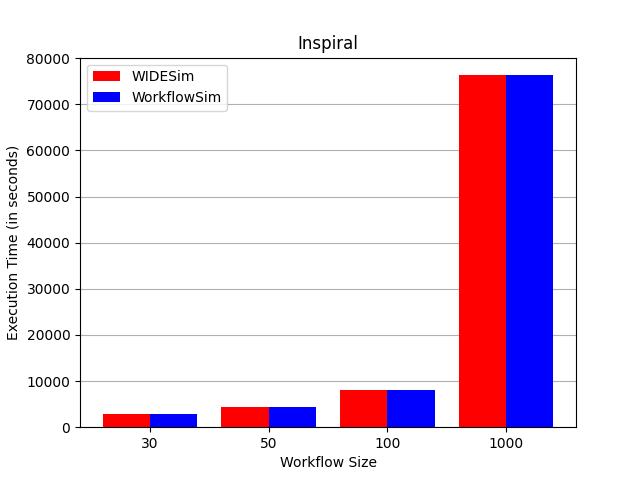 Inspiral
WIDESim
WorkflowSim
Execution Time (in seconds)
80000
70000
60000
50000
40000
30000
20000
10000
0
30 50 100 1000
Workflow Size